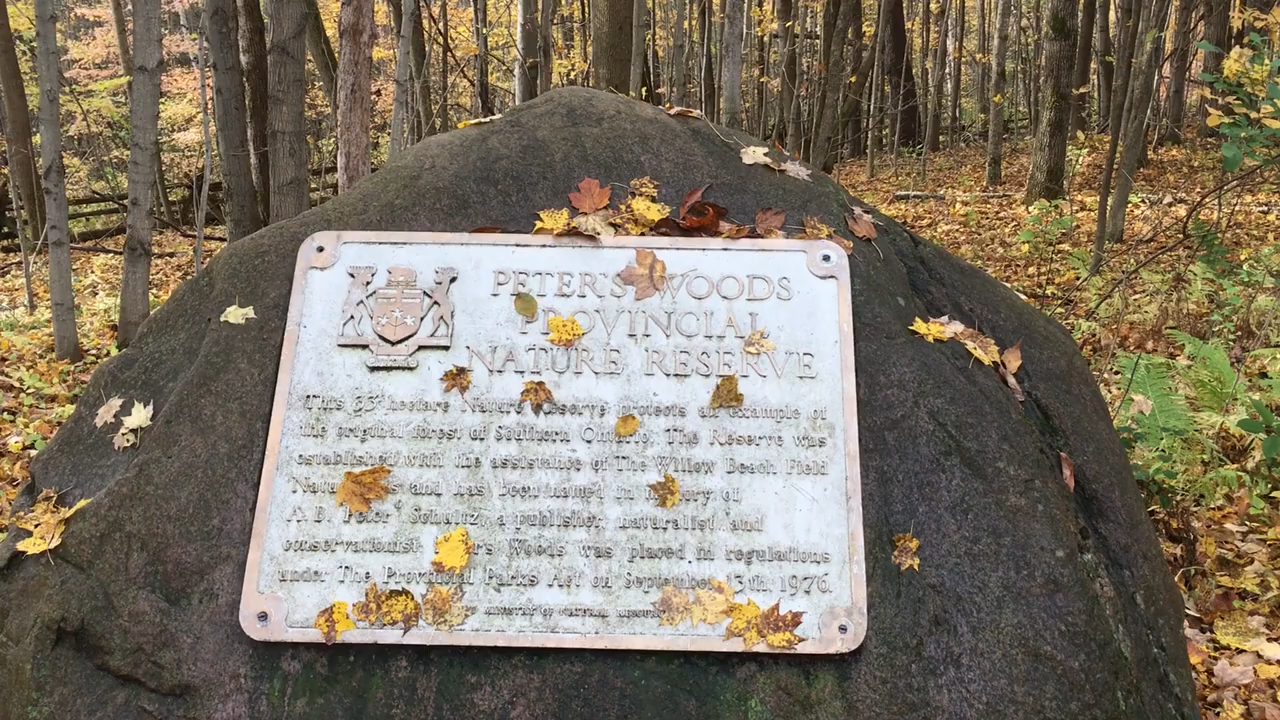 PETER'S WOODS
PROVINCIAL
NATURE RESERVE
This 33 hectare Nature Reserve protects an example of
the original forest of Southern Ontario. The Reserve was
established with the assistance of The Willow Beach Field
Naturalists and has been named in memory of
A.B. "Peter" Schultz, a publisher, naturalist and
conservationist. Peter's Woods was placed in regulations
under The Provincial Parks Act on September 13th 1976.
MINISTRY OF NATURAL RESOURCES